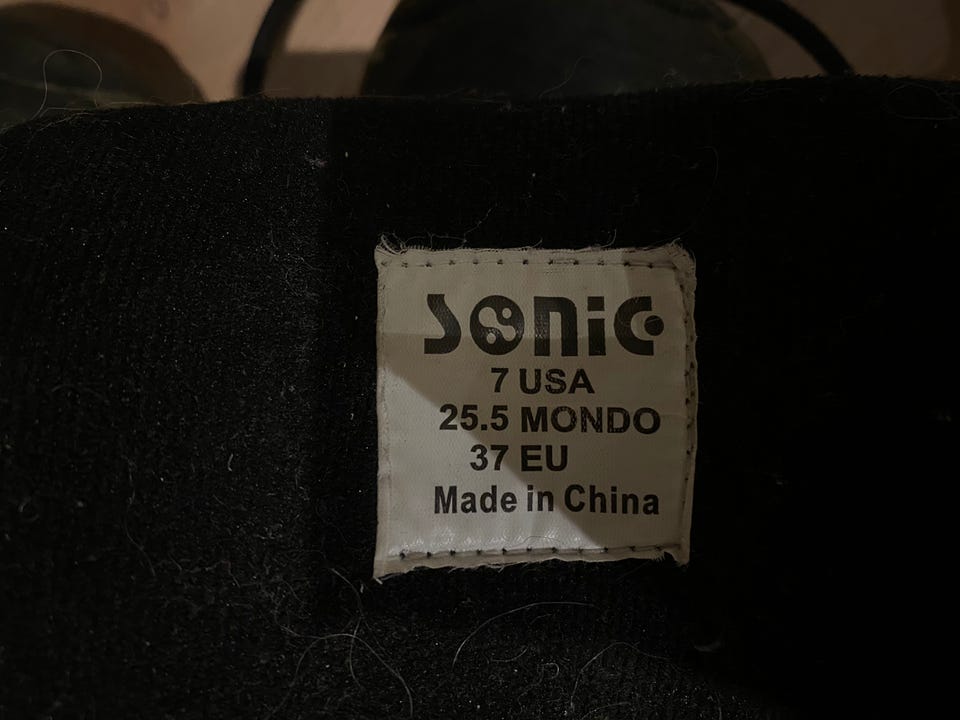 SONIC
7 USA
25.5 MONDO
37 EU
Made in China